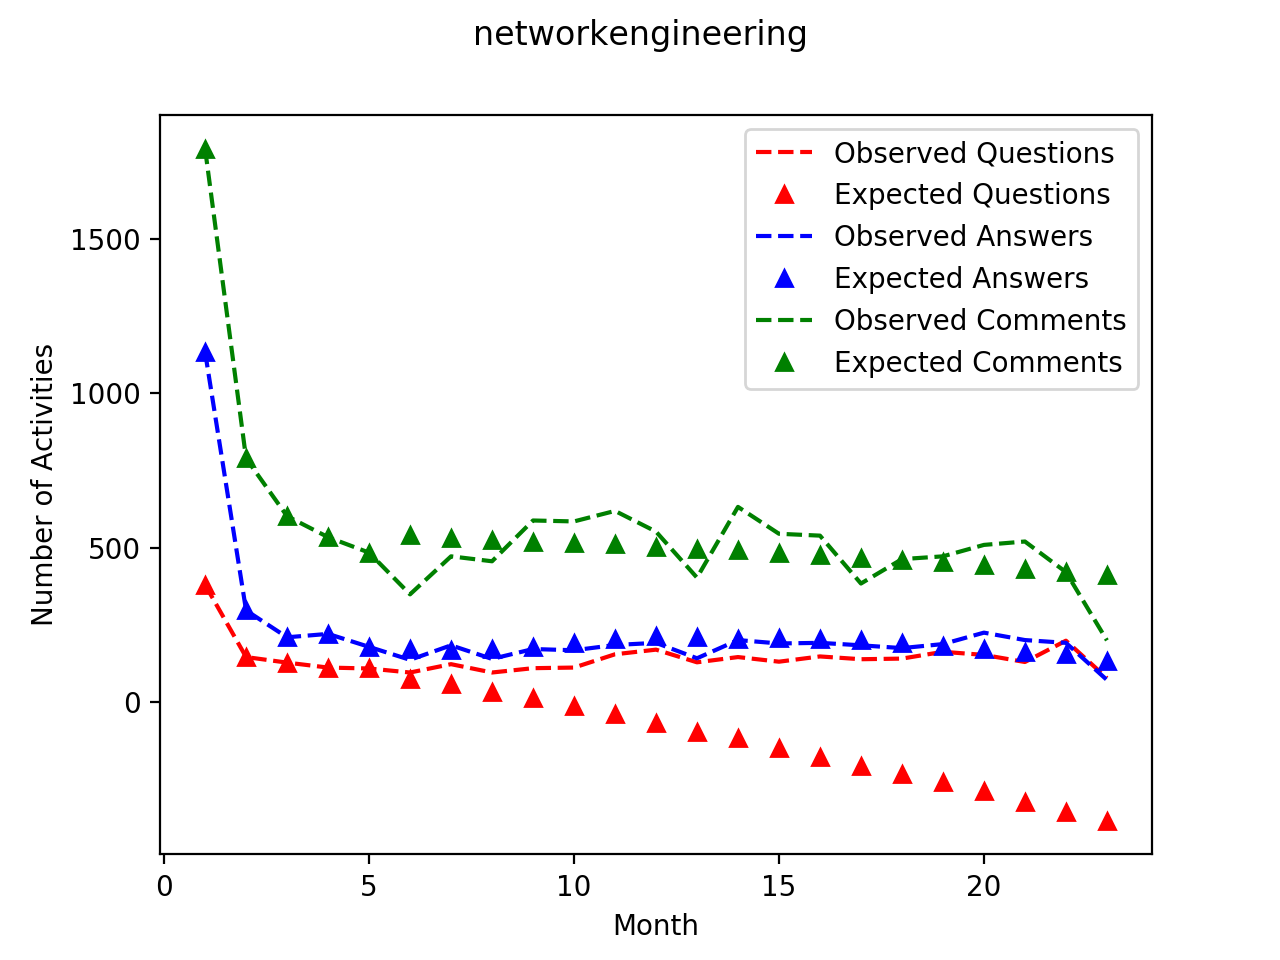 networkengineering
Observed Questions
Expected Questions
Observed Answers
Expected Answers
Observed Comments
Expected Comments
Number of Activities
1500
1000
500
0
0
5
10
15
20
Month